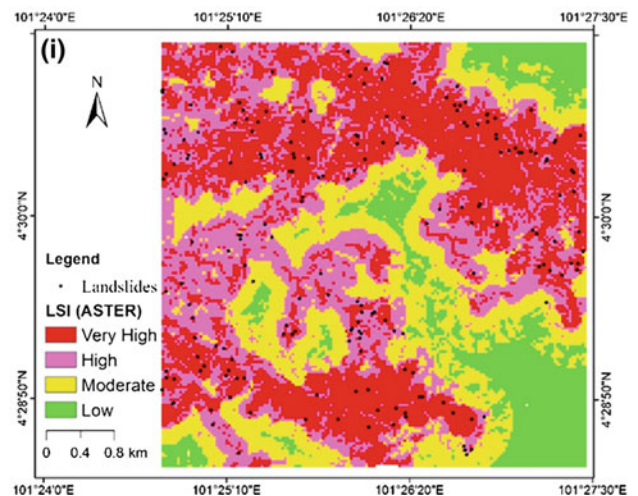 101°24'0"E 101°25'10"E 101°26'20"E 101°27'30"E
(i)
N
4°30'0"N 4°30'0"N
Legend
Landslides
LSI (ASTER)
Very High
High
Moderate
Low
4°28'50"N 4°28'50"N
0 0.4 0.8 km
101°24'0"E 101°25'10"E 101°26'20"E 101°27'30"E